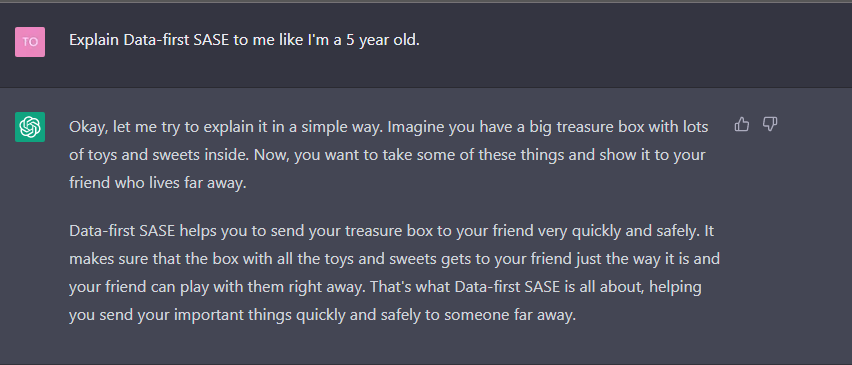 TO
Explain Data-first SASE to me like I'm a 5 year old.
Okay, let me try to explain it in a simple way. Imagine you have a big treasure box with lots
of toys and sweets inside. Now, you want to take some of these things and show it to your
friend who lives far away.
Data-first SASE helps you to send your treasure box to your friend very quickly and safely. It
makes sure that the box with all the toys and sweets gets to your friend just the way it is and
your friend can play with them right away. That's what Data-first SASE is all about, helping
you send your important things quickly and safely to someone far away.